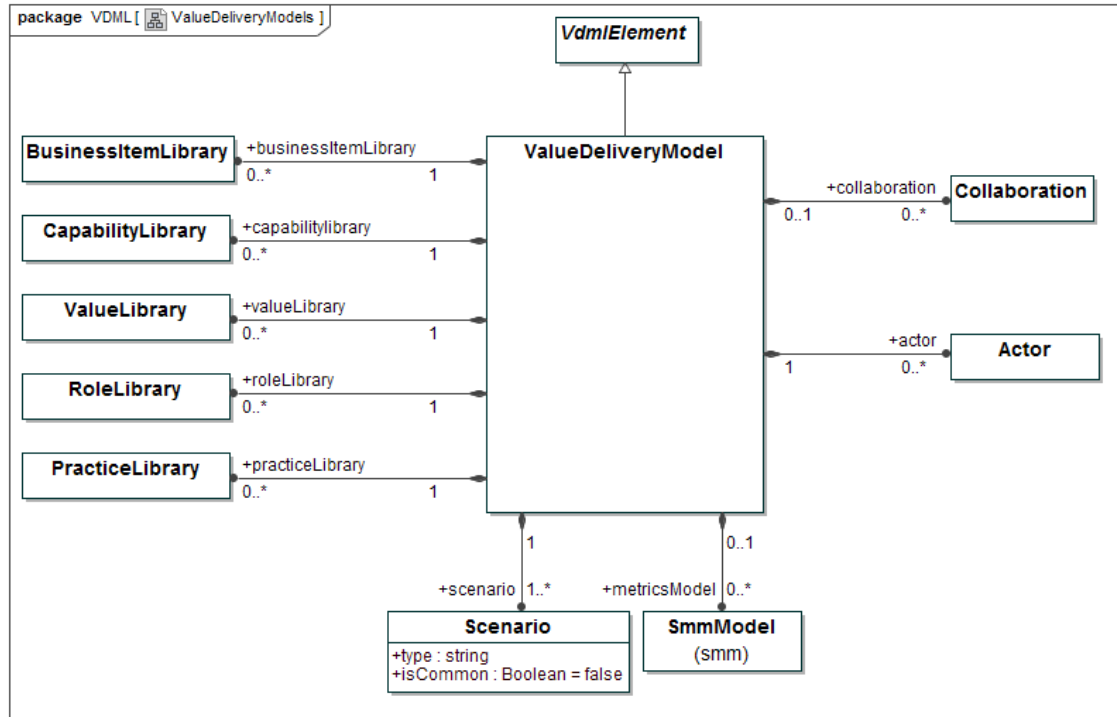 package VDML [ ValueDeliveryModels ]
VdmlElement
ValueDeliveryModel
BusinessItemLibrary
+businessItemLibrary
0..*
1
CapabilityLibrary
+capabilitylibrary
0..*
1
ValueLibrary
+valueLibrary
0..*
1
RoleLibrary
+roleLibrary
0..*
1
PracticeLibrary
+practiceLibrary
0..*
1
+collaboration
0..1
0..*
Collaboration
+actor
1
0..*
Actor
1
+scenario
1..*
Scenario
+type : string
+isCommon : Boolean = false
0..1
+metricsModel
0..*
SmmModel
(smm)